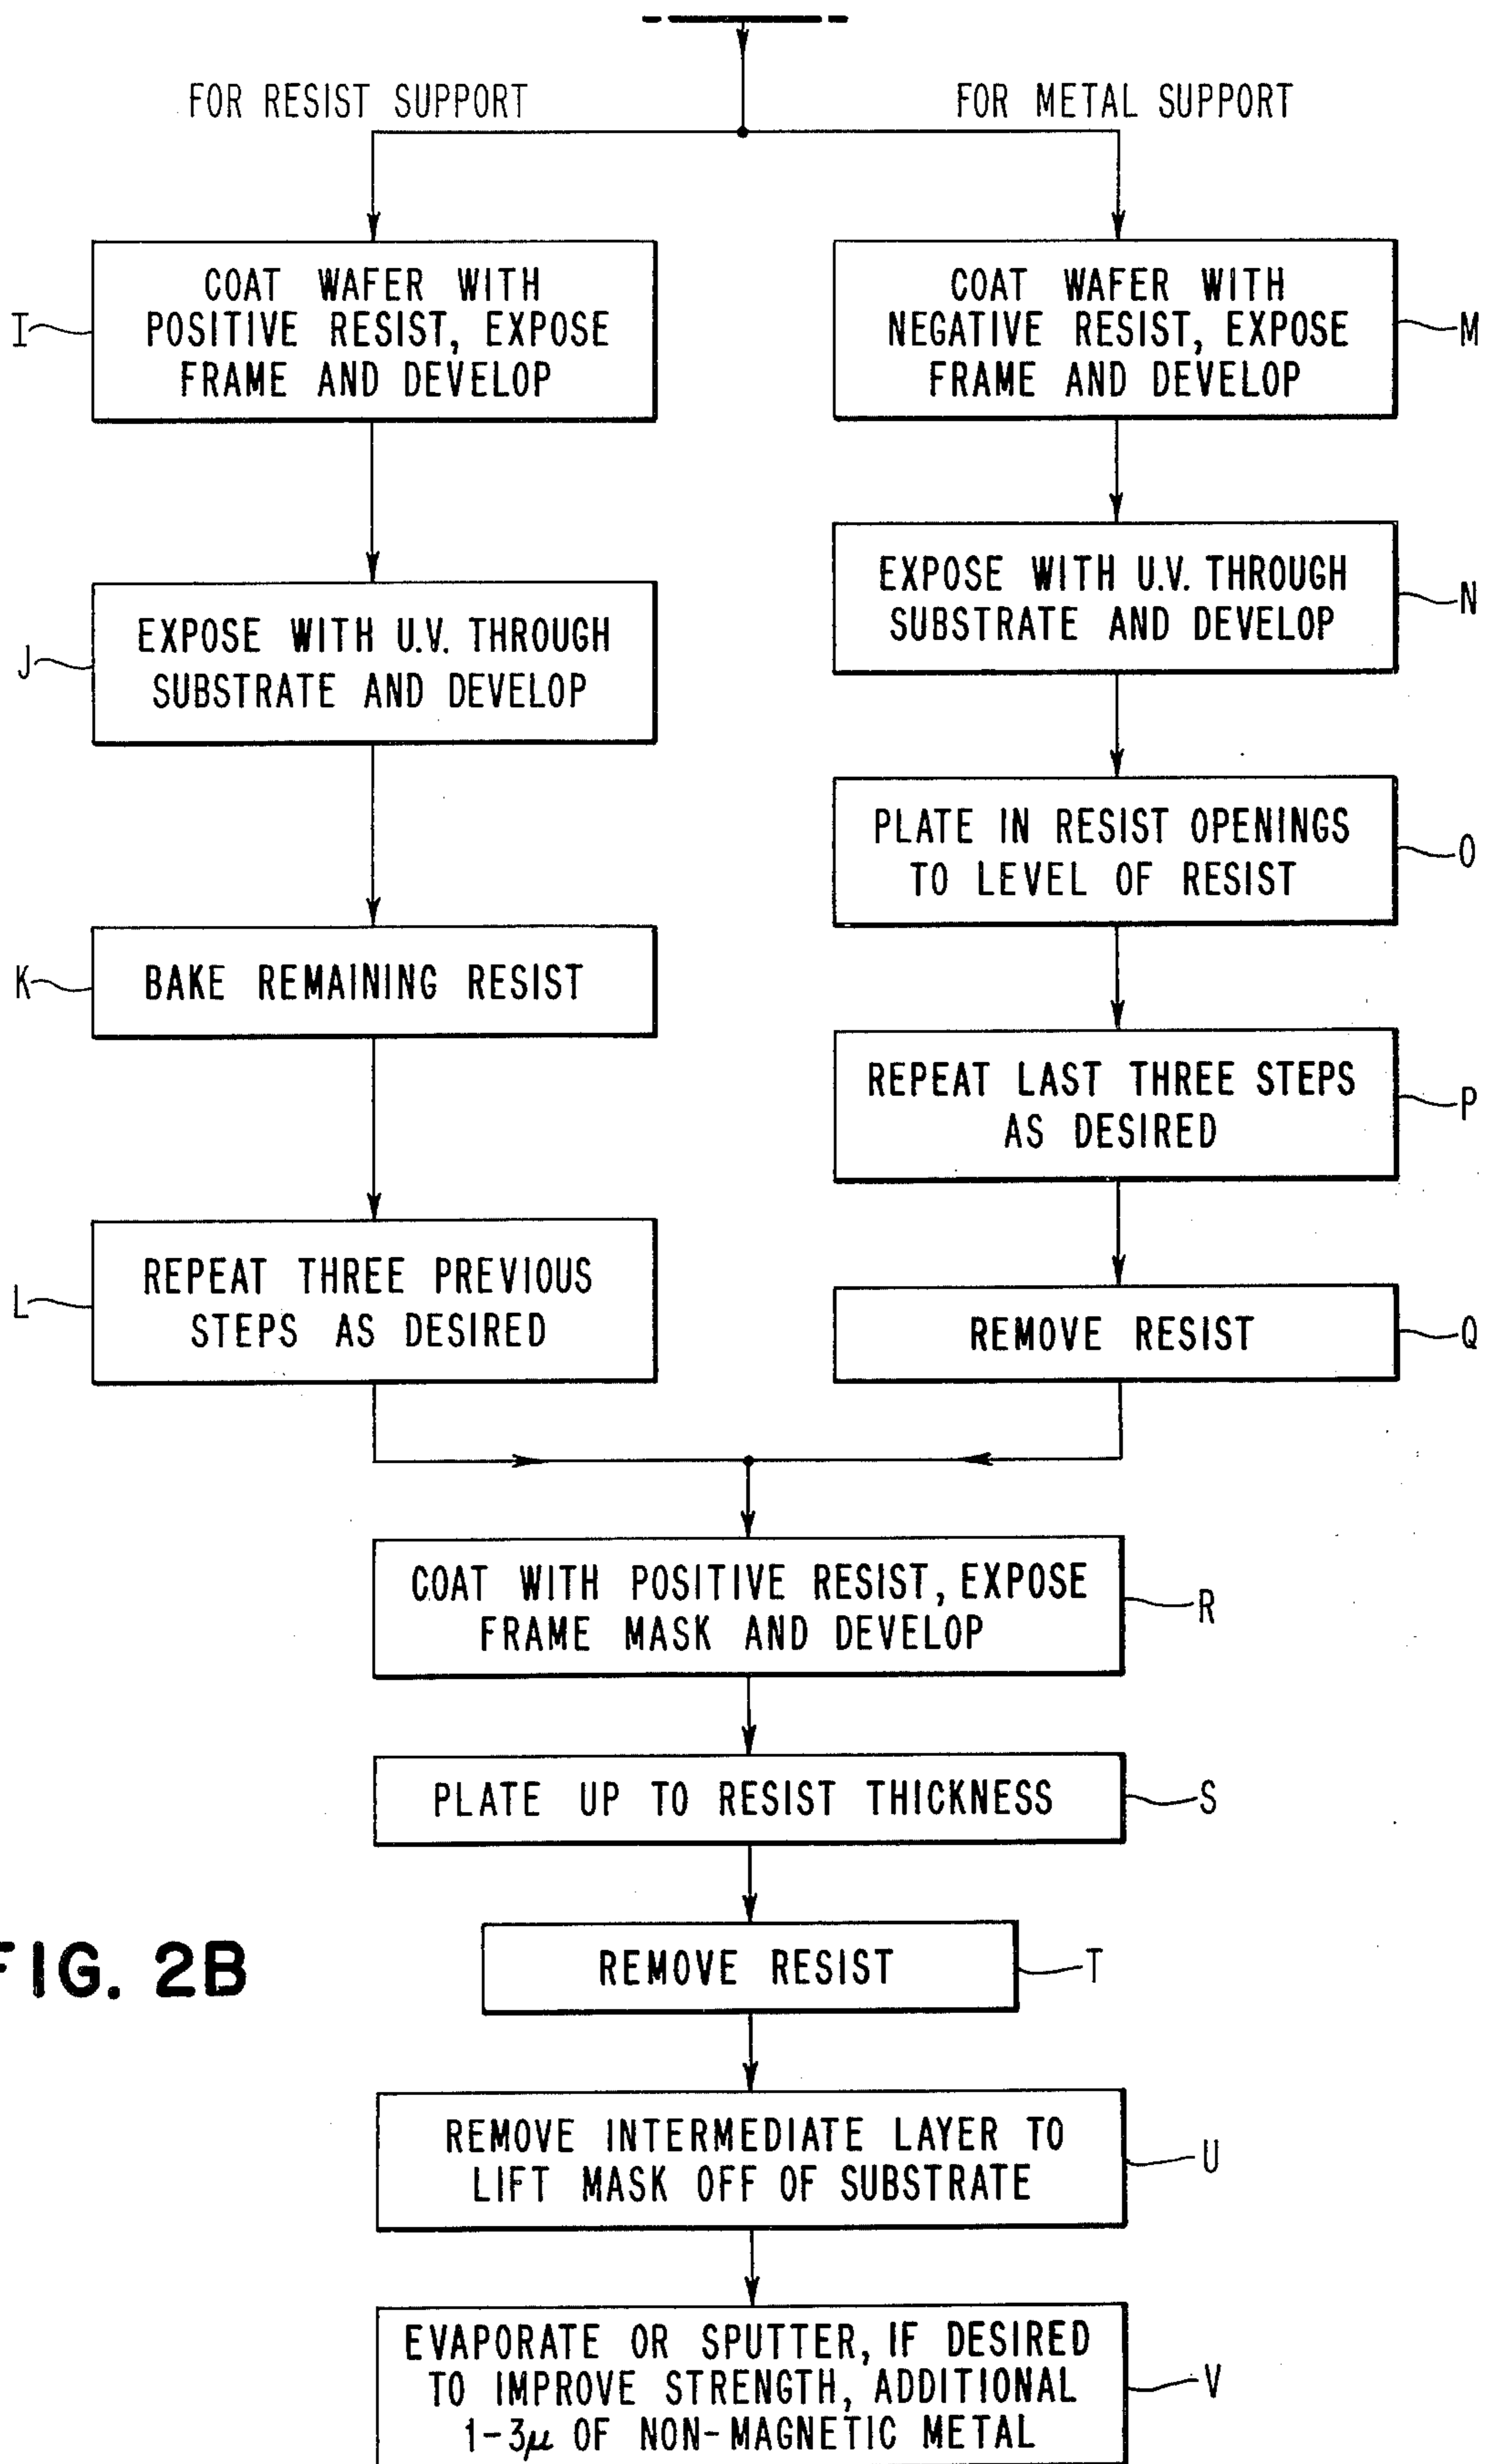 FOR RESIST SUPPORT
FOR METAL SUPPORT
I
COAT WAFER WITH
POSITIVE RESIST, EXPOSE
FRAME AND DEVELOP
COAT WAFER WITH
NEGATIVE RESIST, EXPOSE
FRAME AND DEVELOP
M
J
EXPOSE WITH U.V. THROUGH
SUBSTRATE AND DEVELOP
EXPOSE WITH U.V. THROUGH
SUBSTRATE AND DEVELOP
N
PLATE IN RESIST OPENINGS
TO LEVEL OF RESIST
O
K
BAKE REMAINING RESIST
REPEAT LAST THREE STEPS
AS DESIRED
P
L
REPEAT THREE PREVIOUS
STEPS AS DESIRED
REMOVE RESIST
Q
COAT WITH POSITIVE RESIST, EXPOSE
FRAME MASK AND DEVELOP
R
PLATE UP TO RESIST THICKNESS
S
FIG. 2B
REMOVE RESIST
T
REMOVE INTERMEDIATE LAYER TO
LIFT MASK OFF OF SUBSTRATE
U
EVAPORATE OR SPUTTER, IF DESIRED
TO IMPROVE STRENGTH, ADDITIONAL
1-3μ OF NON-MAGNETIC METAL
V